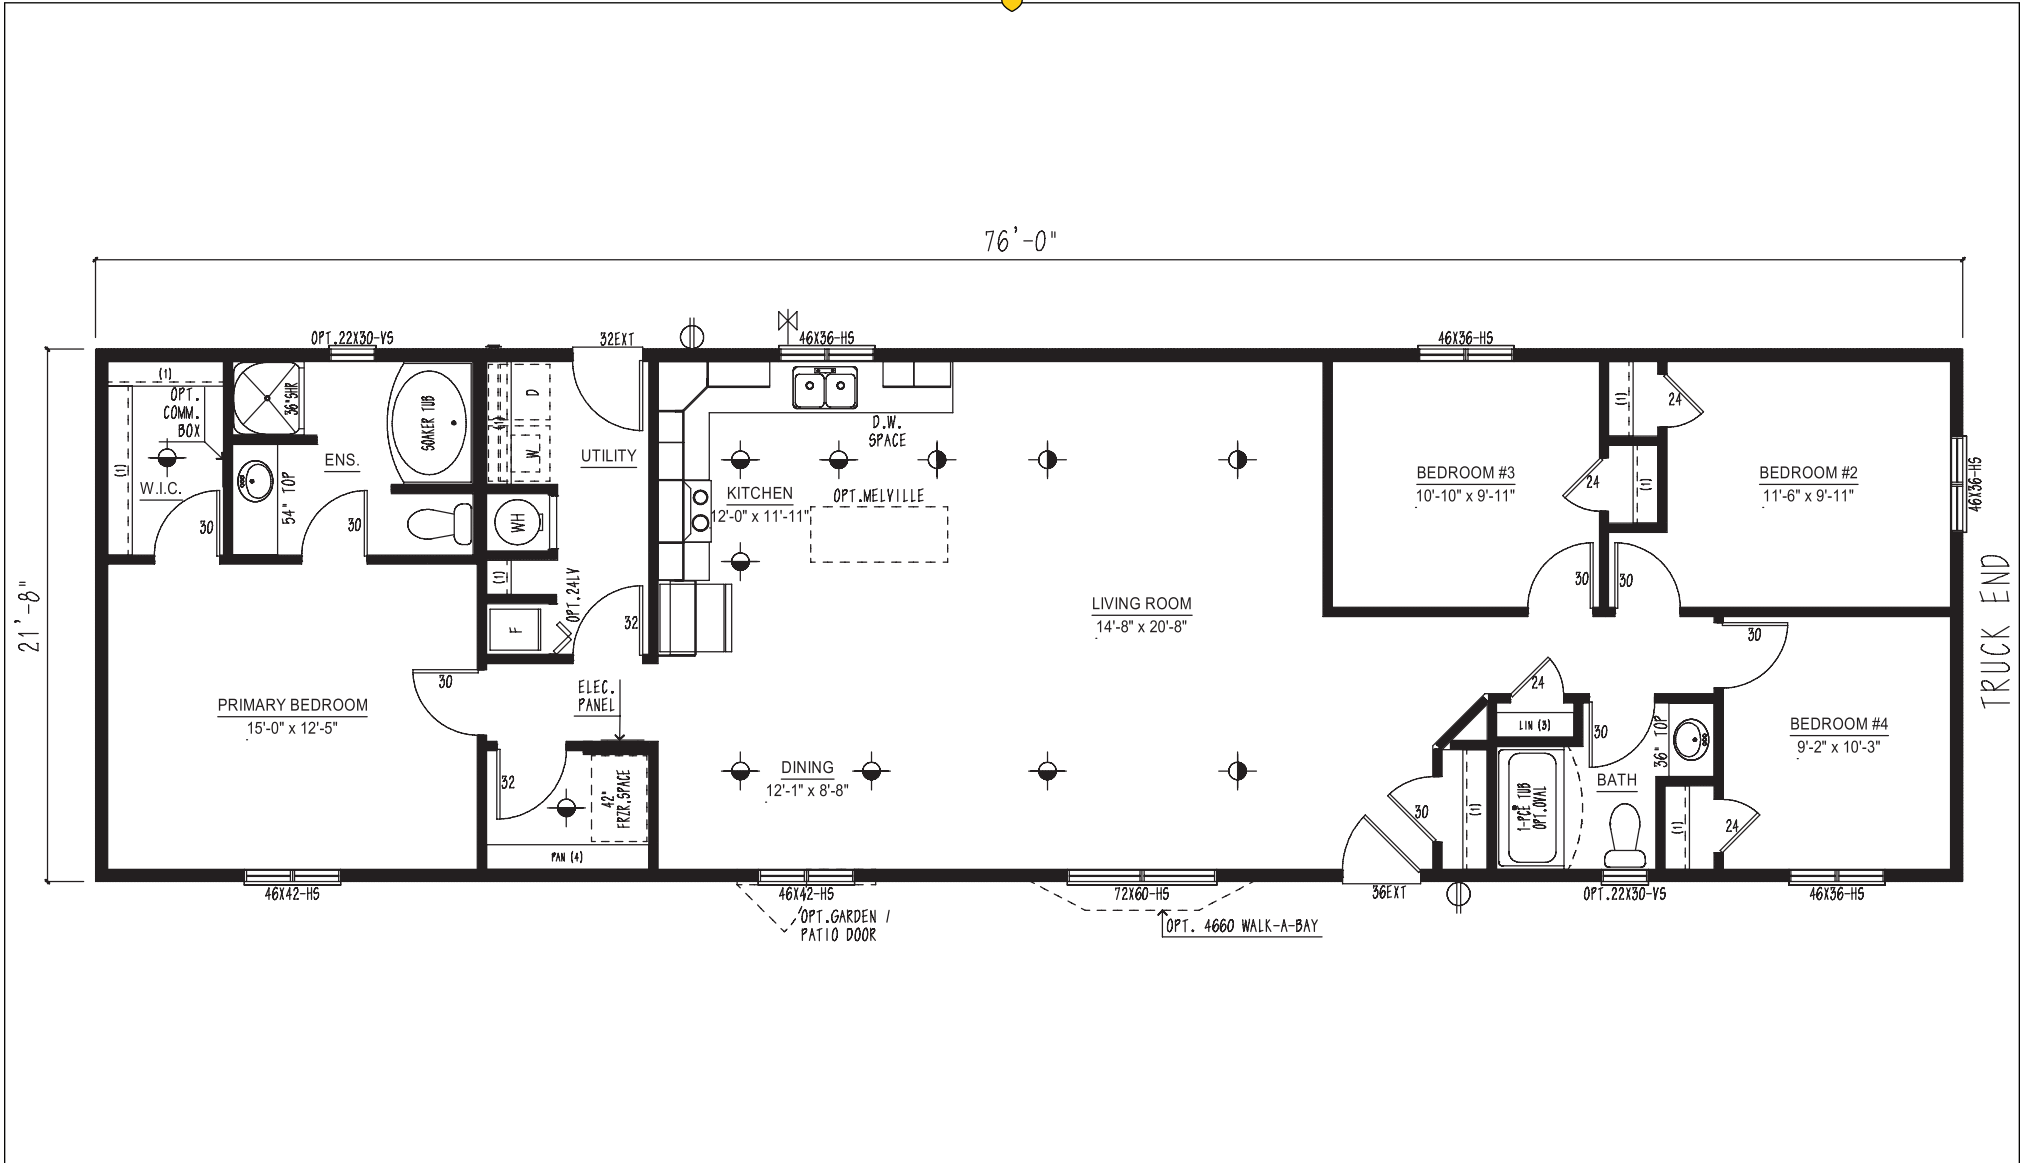 76'-0"
OPT.22X30-VS
32EXT
46X36-HS
46X36-HS
(1)
OPT.
COMM.
BOX
(1)
W.I.C.
30
36"SHR
SOAKER TUB
ENS.
54" TOP
30
D
W
(1)
UTILITY
WH
(1)
OPT.24LV
F
32
D.W.
SPACE
KITCHEN
12'-0" x 11'-11"
OPT.MELVILLE
LIVING ROOM
14'-8" x 20'-8"
BEDROOM #3
10'-10" x 9'-11"
30
(1)
24
24
(1)
BEDROOM #2
11'-6" x 9'-11"
30
46X36-HS
TRUCK END
21'-8"
PRIMARY BEDROOM
15'-0" x 12'-5"
30
ELEC.
PANEL
32
42"
FRZR.SPACE
PAN (4)
DINING
12'-1" x 8'-8"
24
LIN (3)
30
36" TOP
30
BEDROOM #4
9'-2" x 10'-3"
BATH
1-PCE TUB
OPT.OVAL
30
(1)
(1)
24
46X42-HS
46X42-HS
OPT.GARDEN /
PATIO DOOR
72X60-HS
OPT. 4660 WALK-A-BAY
36EXT
OPT.22X30-VS
46X36-HS